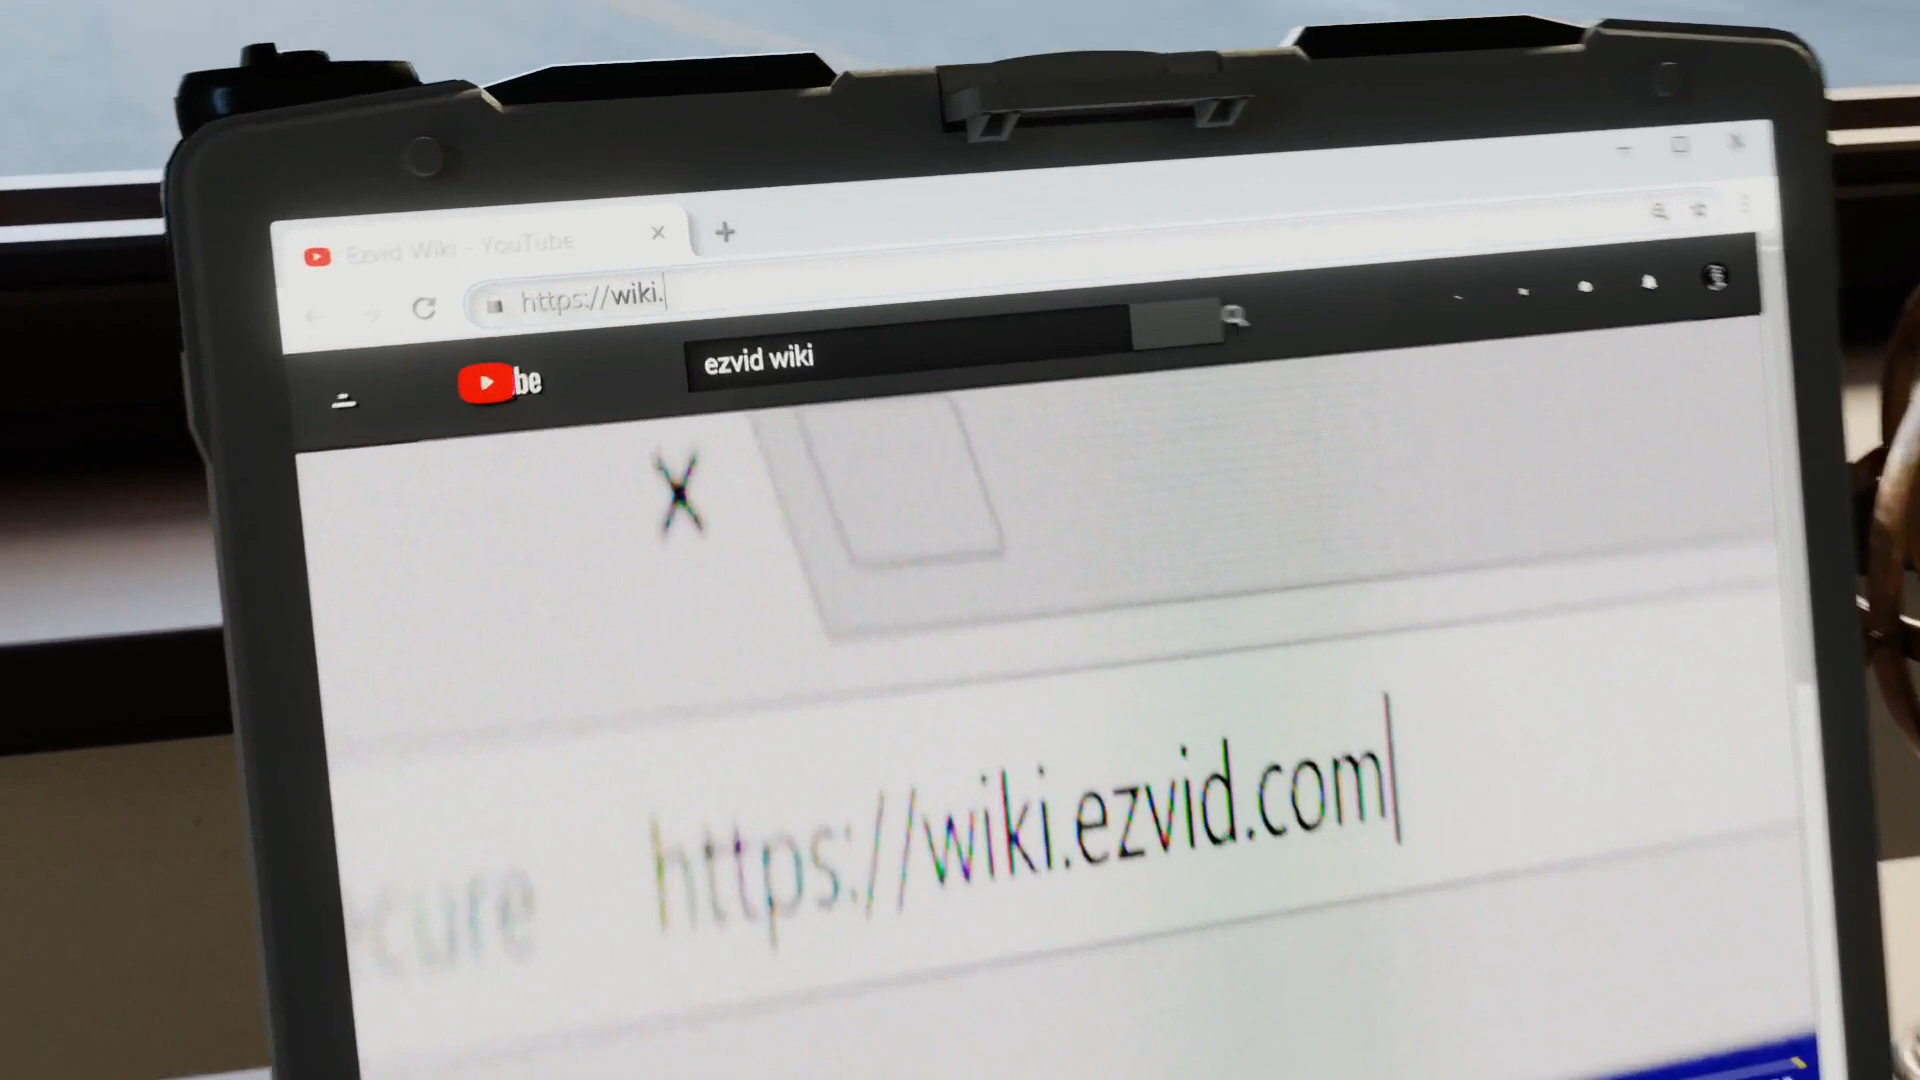 Ezvid Wiki - YouTube
https://wiki.
be
ezvid wiki
x
cure
https://wiki.ezvid.com